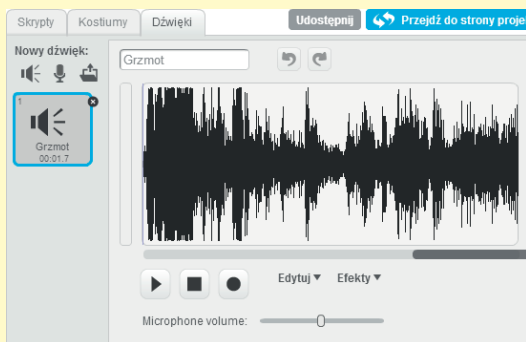 Skrypty Kostiumy Dźwięki Udostępnij Przejdź do strony proje
Nowy dźwięk:
Grzmot
1
Grzmot
00:01.7
Edytuj Efekty
Microphone volume: